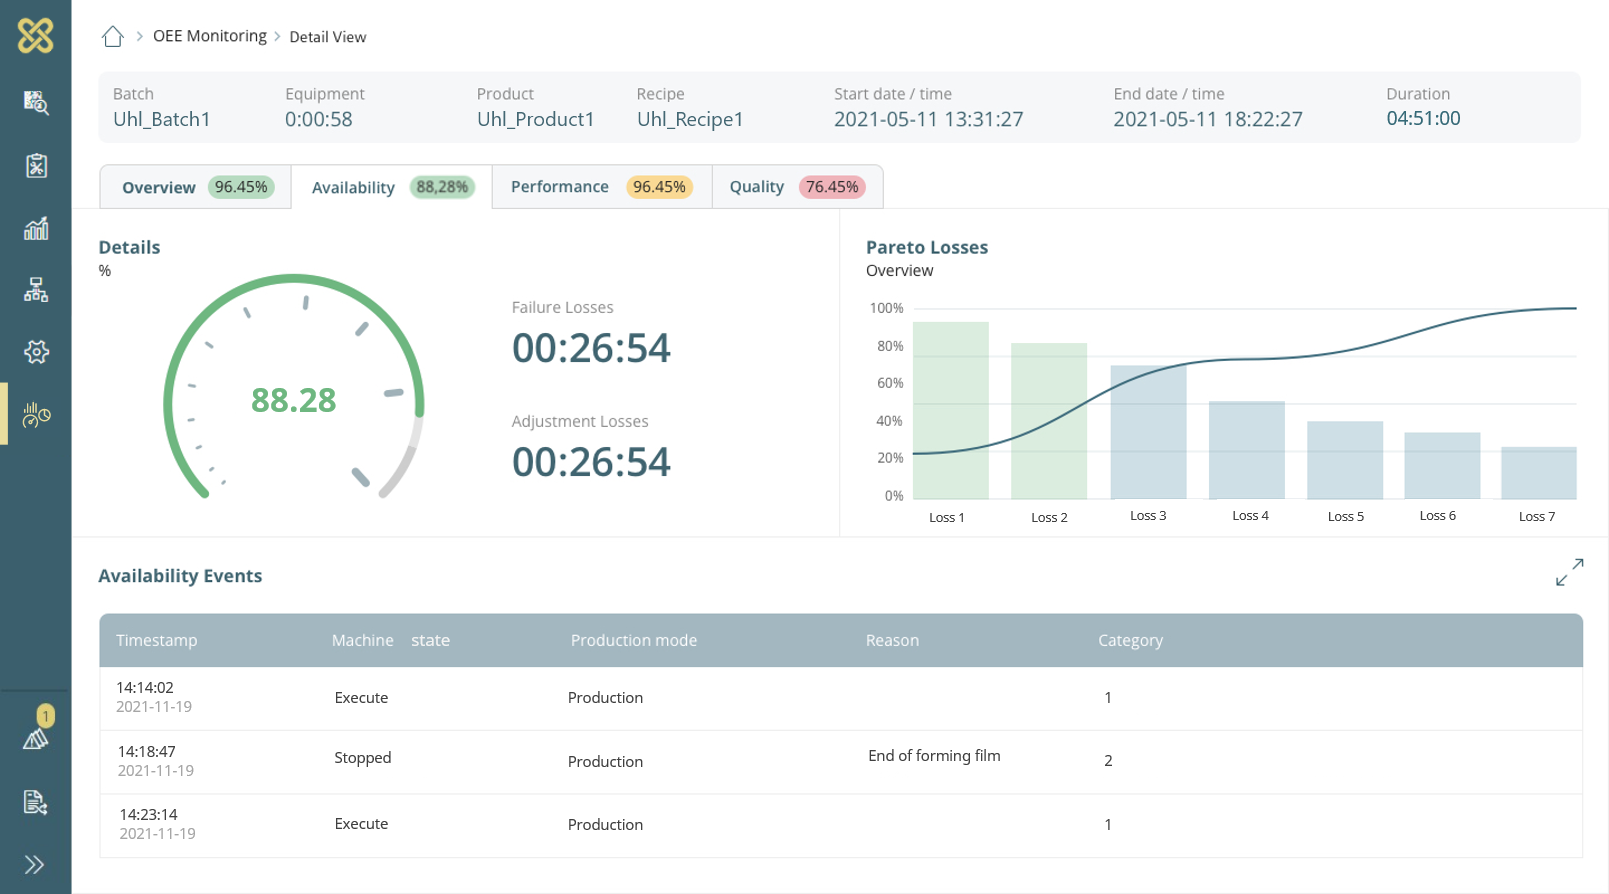 OEE Monitoring
Detail View
Batch
Equipment
Product
Recipe
Start date / time
End date / time
Duration
Uhl_Batch1
0:00:58
Uhl_Product1
Uhl_Recipe1
2021-05-11 13:31:27
2021-05-11 18:22:27
04:51:00
Overview 96.45%
Availability 88,28%
Performance 96.45%
Quality 76.45%
Details
%
88.28
Failure Losses
00:26:54
Adjustment Losses
00:26:54
Pareto Losses
Overview
100%
80%
60%
40%
20%
0%
Loss 1
Loss 2
Loss 3
Loss 4
Loss 5
Loss 6
Loss 7
Availability Events
Timestamp
Machine state
Production mode
Reason
Category
14:14:02
2021-11-19
Execute
Production
1
14:18:47
2021-11-19
Stopped
Production
End of forming film
2
14:23:14
2021-11-19
Execute
Production
1
1